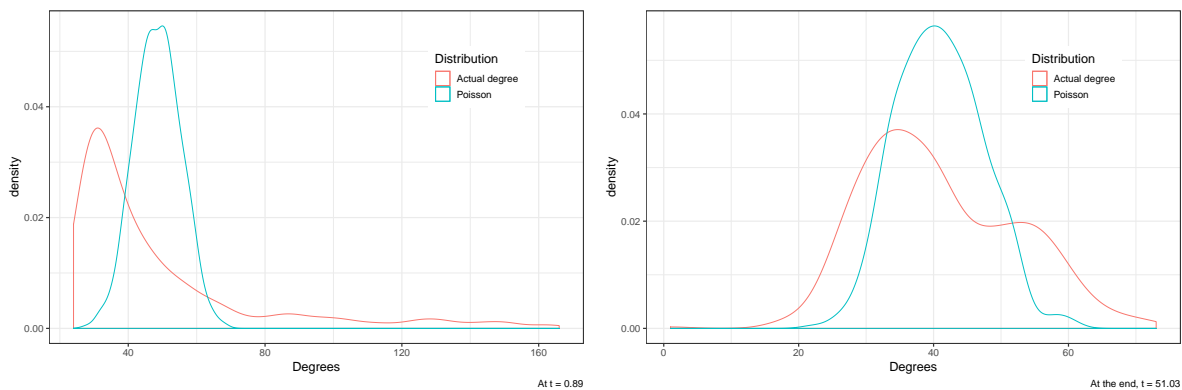 Distribution
Actual degree
Poisson
0.04
0.02
0.00
density
40
80
120
160
Degrees
At t = 0.89
Distribution
Actual degree
Poisson
0.04
0.02
0.00
density
0
20
40
60
Degrees
At the end, t = 51.03